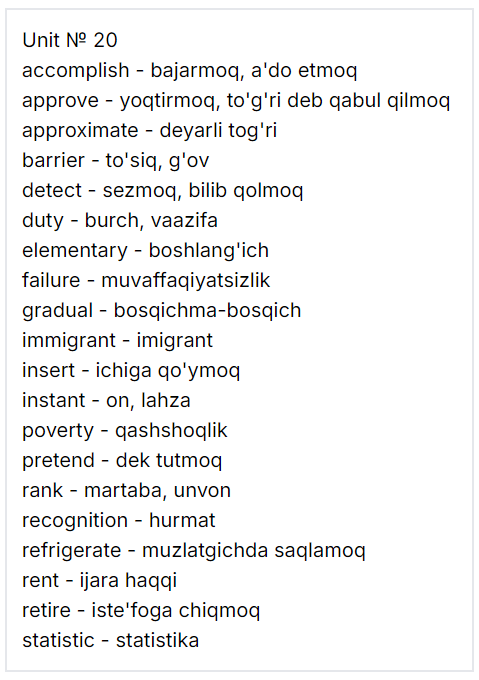 Unit № 20
accomplish - bajarmoq, a'do etmoq
approve - yoqtirmoq, to'g'ri deb qabul qilmoq
approximate - deyarli tog'ri
barrier - to'siq, g'ov
detect - sezmoq, bilib qolmoq
duty - burch, vaazifa
elementary - boshlang'ich
failure - muvaffaqiyatsizlik
gradual - bosqichma-bosqich
immigrant - imigrant
insert - ichiga qo'ymoq
instant - on, lahza
poverty - qashshoqlik
pretend - dek tutmoq
rank - martaba, unvon
recognition - hurmat
refrigerate - muzlatgichda saqlamoq
rent - ijara haqqi
retire - iste'foga chiqmoq
statistic - statistika